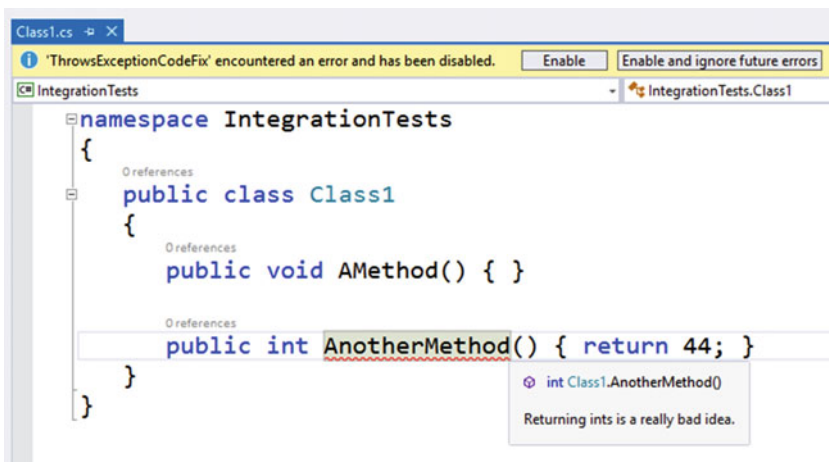 Class1.cs
'ThrowsExceptionCodeFix' encountered an error and has been disabled. Enable Enable and ignore future errors
C# IntegrationTests IntegrationTests.Class1
namespace IntegrationTests
{
0 references
public class Class1
{
0 references
public void AMethod() { }
0 references
public int AnotherMethod() { return 44; }
}
int Class1.AnotherMethod()
}
Returning ints is a really bad idea.